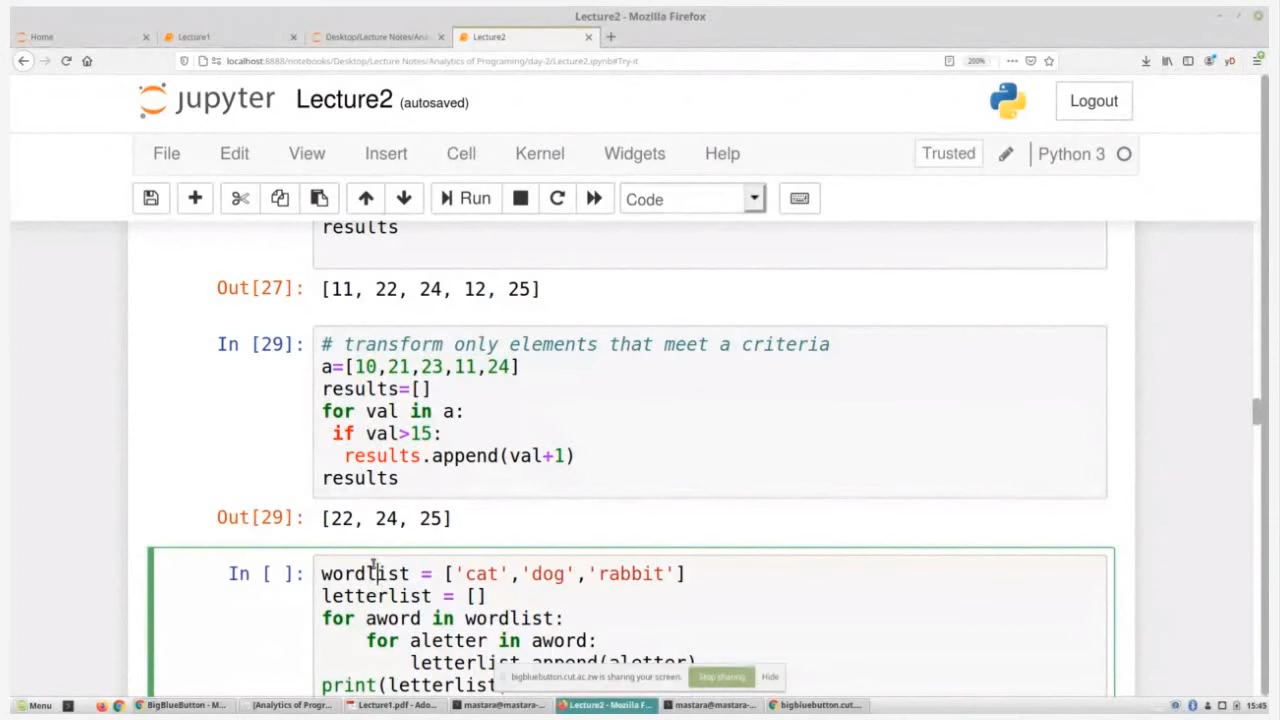 Lecture2 - Mozilla Firefox
Home
Lecture1
Desktop/Lecture Notes/Ana
Lecture2
localhost:8888/notebooks/Desktop/Lecture Notes/Analytics of Programing/day-2/Lecture2.ipynb#Try-it
200%
jupyter Lecture2 (autosaved)
Logout
File Edit View Insert Cell Kernel Widgets Help
Trusted
Python 3
Run
Code
results
Out[27]: [11, 22, 24, 12, 25]
In [29]: # transform only elements that meet a criteria
a=[10,21,23,11,24]
results=[]
for val in a:
if val>15:
results.append(val+1)
results
Out[29]: [22, 24, 25]
In [ ]: wordlist = ['cat','dog','rabbit']
letterlist = []
for aword in wordlist:
for aletter in aword:
letterlist.append(aletter)
print(letterlist
bigbluebutton.cut.ac.zw is sharing your screen. Stop sharing Hide
Menu
BigBlueButton - M...
[Analytics of Progr...
Lecture1.pdf - Ado...
mastara@mastara-...
Lecture2 - Mozilla F...
mastara@mastara-...
bigbluebutton.cut....
15:45